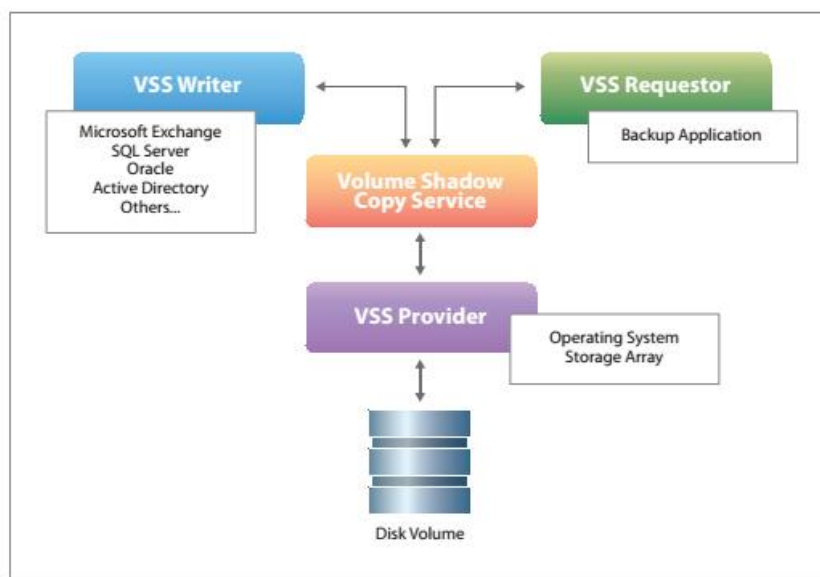 VSS Writer
Microsoft Exchange
SQL Server
Oracle
Active Directory
Others...
VSS Requestor
Backup Application
Volume Shadow
Copy Service
VSS Provider
Operating System
Storage Array
Disk Volume